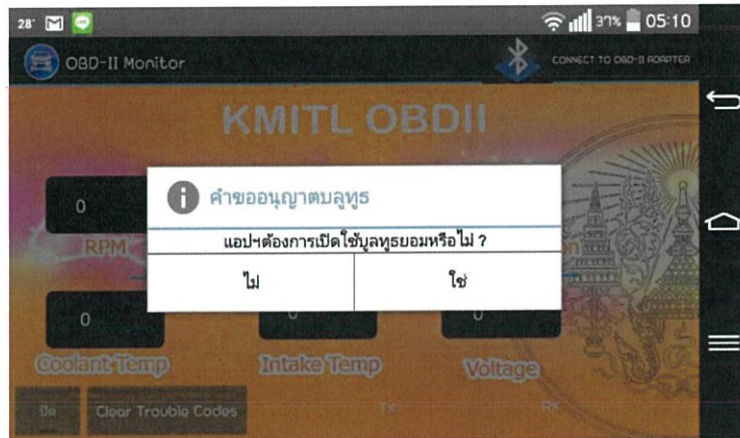 28° 37% 05:10
OBD-II Monitor CONNECT TO OBD-II ADAPTER
KMITL OBDII
คำขออนุญาตบลูทูธ
แอปฯต้องการเปิดใช้บูลทูธยอมหรือไม่ ?
ไม่ ใช่
0
RPM
0 0 0
Coolant Temp Intake Temp Voltage
ปิด Clear Trouble Codes TX RX